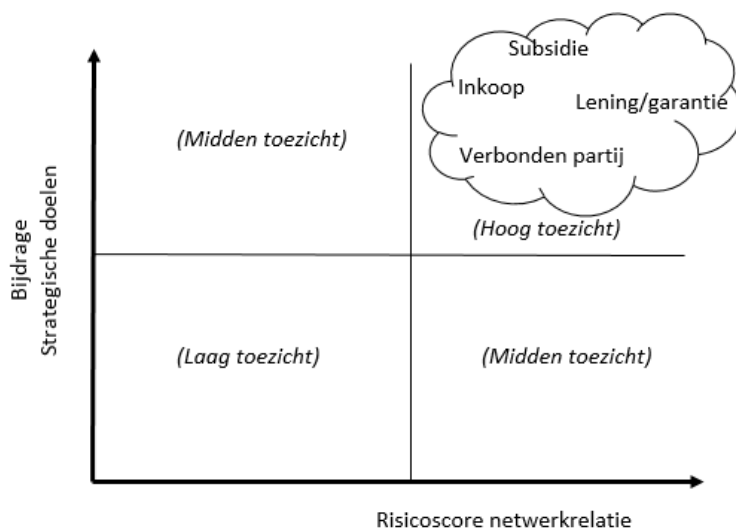 Subsidie
Inkoop
Lening/garantie
(Midden toezicht)
Verbonden partij
(Hoog toezicht)
Bijdrage
Strategische doelen
(Laag toezicht)
(Midden toezicht)
Risicoscore netwerkrelatie